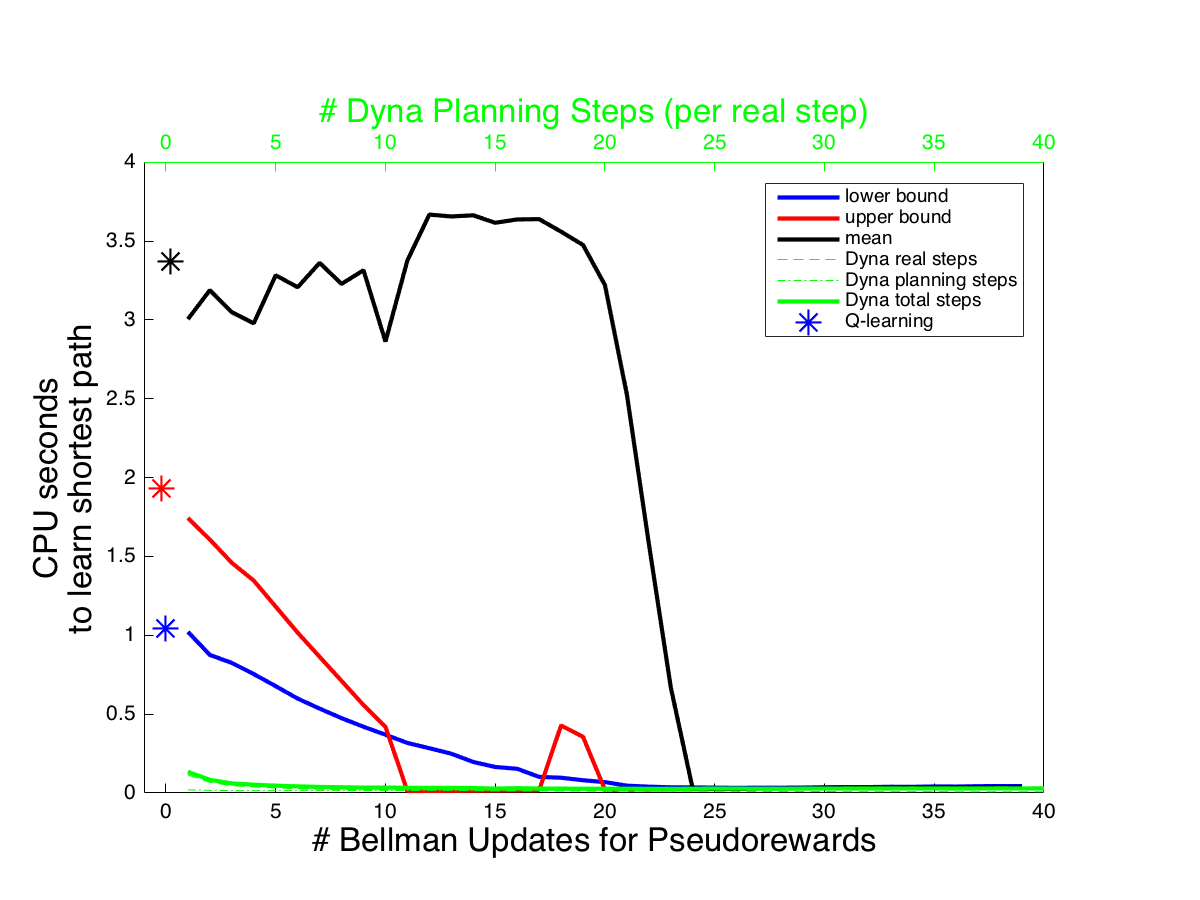 # Dyna Planning Steps (per real step)
0 5 10 15 20 25 30 35 40
4
3.5
3
2.5
2
1.5
1
0.5
0
CPU seconds
to learn shortest path
lower bound
upper bound
mean
Dyna real steps
Dyna planning steps
Dyna total steps
Q-learning
0 5 10 15 20 25 30 35 40
# Bellman Updates for Pseudorewards